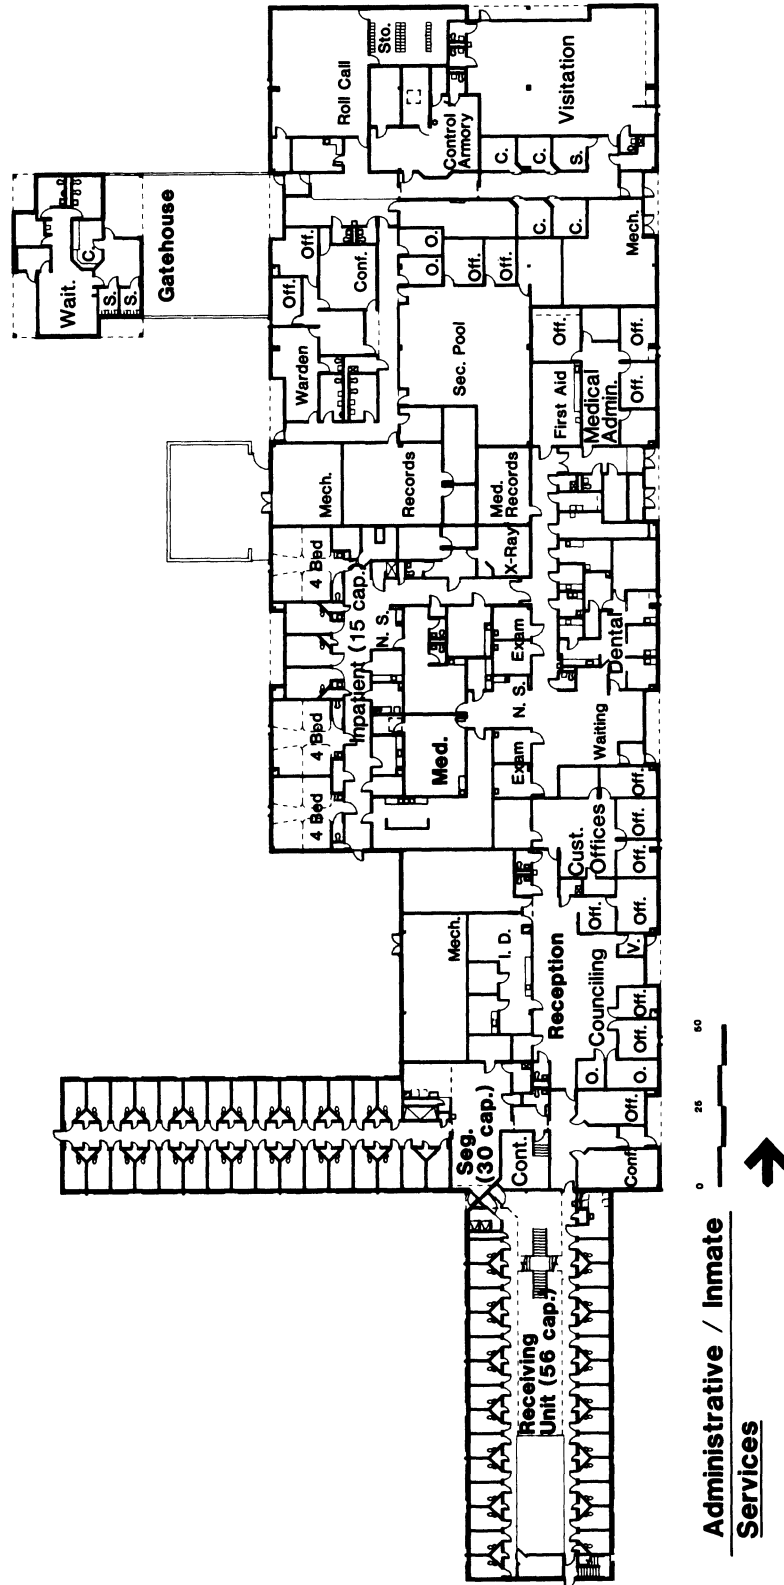 Wait.
C.
S.
S.
Gatehouse
4 Bed
4 Bed
4 Bed
Mech.
Warden
Off.
Off.
Roll Call
Inpatient (15 cap.)
N. S.
Records
Conf.
Sto.
Med.
Sec. Pool
O.
O.
Off.
Off.
Control
Armory
Mech.
I. D.
Exam
N. S.
Exam
X-Ray
Med.
Records
C.
C.
C.
C.
S.
Visitation
Seg.
(30 cap.)
Cont.
Reception
Counciling
Cust.
Offices
Waiting
Dental
First Aid
Medical
Admin.
Off.
Off.
Off.
Mech.
Receiving
Unit (56 cap.)
Conf.
Off.
O.
O.
Off.
Off.
V.
Off.
Off.
Off.
Off.
Off.
0 25 50
Administrative / Inmate
Services